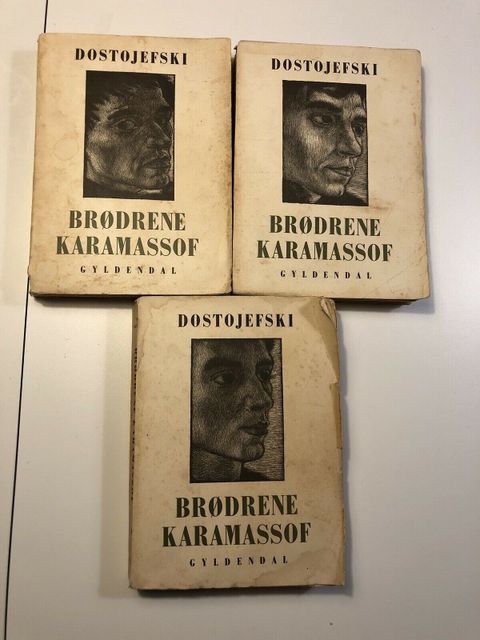 DOSTOJEFSKI
BRØDRENE
KARAMASSOF
GYLDENDAL
DOSTOJEFSKI
BRØDRENE
KARAMASSOF
GYLDENDAL
DOSTOJEFSKI
BRØDRENE
KARAMASSOF
GYLDENDAL